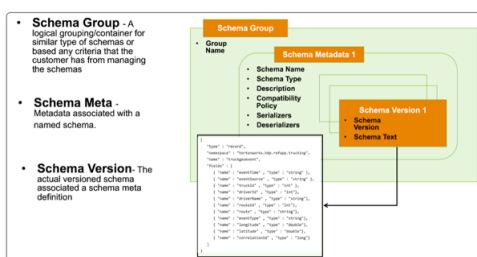 • Schema Group - A
logical grouping/container for
similar type of schemas or
based any criteria that the
customer has from managing
the schemas
• Schema Meta -
Metadata associated with a
named schema.
• Schema Version- The
actual versioned schema
associated a schema meta
definition
Schema Group
• Group
Name
Schema Metadata 1
• Schema Name
• Schema Type
• Description
• Compatibility
Policy
• Serializers
• Deserializers
Schema Version 1
• Schema
Version
• Schema Text
{
"type" : "record",
"namespace" : "hortonworks.hdp.refapp.trucking",
"name" : "truckgeoevent",
"fields" : [
{ "name" : "eventTime" , "type" : "string" },
{ "name" : "eventSource" , "type" : "string" },
{ "name" : "truckId" , "type" : "int" },
{ "name" : "driverId" , "type" : "int"},
{ "name" : "driverName" , "type" : "string"},
{ "name" : "routeId" , "type" : "int"},
{ "name" : "route" , "type" : "string"},
{ "name" : "eventType" , "type" : "string"},
{ "name" : "longitude" , "type" : "double"},
{ "name" : "latitude" , "type" : "double"},
{ "name" : "correlationId" , "type" : "long"}
]
}